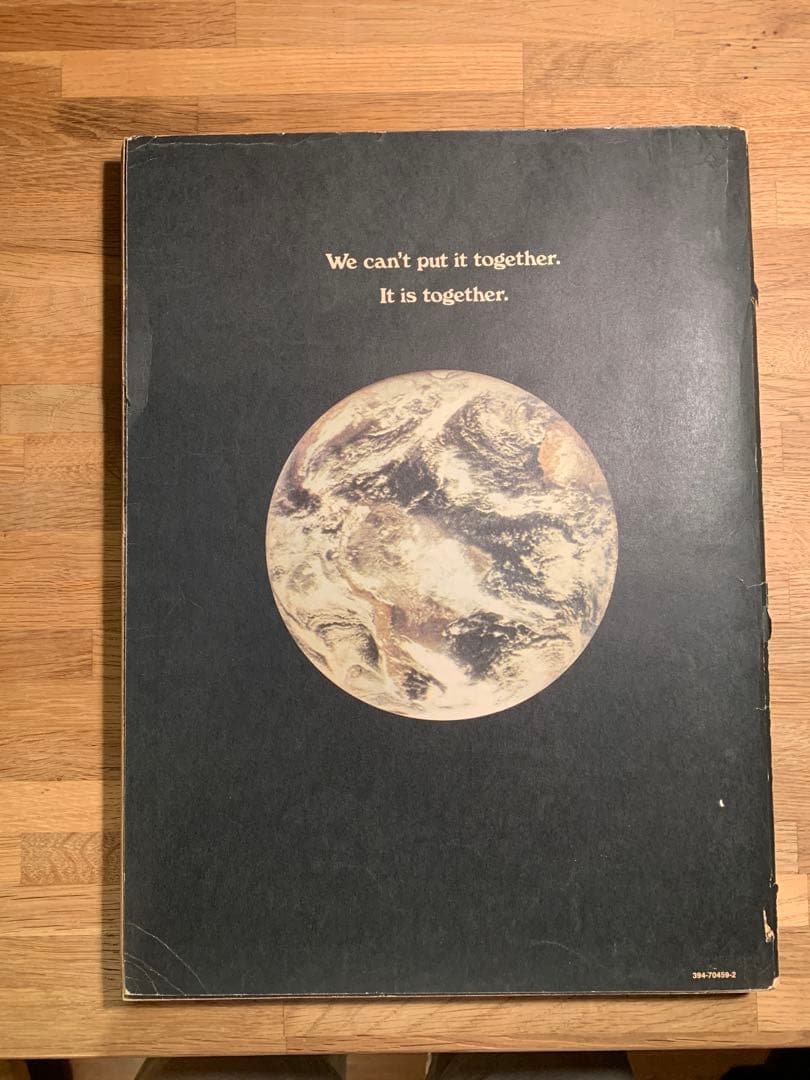 We can't put it together.
It is together.
394-70459-2